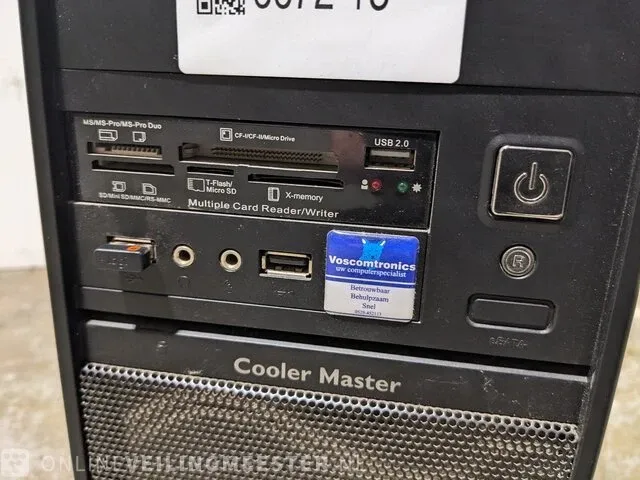 MS/MS-Pro/MS-Pro Duo
CF-I/CF-II/Micro Drive
USB 2.0
SD/Mini SD/MMC/RS-MMC
T-Flash/
Micro SD
X-memory
Multiple Card Reader/Writer
R
Voscomtronics
uw computerspecialist
Betrouwbaar
Behulpzaam
Snel
Cooler Master
ONLINEVEILINGMEESTER.NL